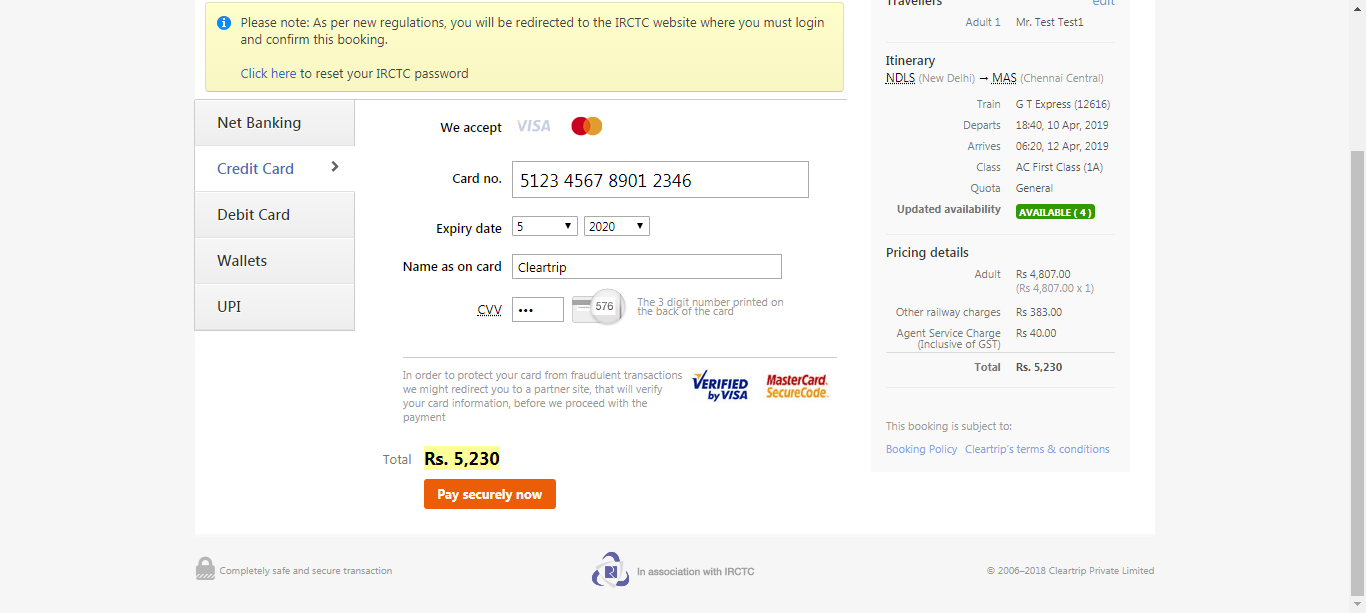 Please note: As per new regulations, you will be redirected to the IRCTC website where you must login
and confirm this booking.
Click here to reset your IRCTC password
Net Banking
Credit Card
Debit Card
Wallets
UPI
We accept VISA
Card no. 5123 4567 8901 2346
Expiry date 5 2020
Name as on card Cleartrip
CVV ••• 576 The 3 digit number printed on
the back of the card
In order to protect your card from fraudulent transactions
we might redirect you to a partner site, that will verify
your card information, before we proceed with the
payment
VERIFIED
by VISA
MasterCard.
SecureCode.
Total Rs. 5,230
Pay securely now
Travellers edit
Adult 1 Mr. Test Test1
Itinerary
NDLS (New Delhi) → MAS (Chennai Central)
Train G T Express (12616)
Departs 18:40, 10 Apr, 2019
Arrives 06:20, 12 Apr, 2019
Class AC First Class (1A)
Quota General
Updated availability AVAILABLE ( 4 )
Pricing details
Adult Rs 4,807.00
(Rs 4,807.00 x 1)
Other railway charges Rs 383.00
Agent Service Charge Rs 40.00
(Inclusive of GST)
Total Rs. 5,230
This booking is subject to:
Booking Policy Cleartrip's terms & conditions
Completely safe and secure transaction
In association with IRCTC
© 2006–2018 Cleartrip Private Limited